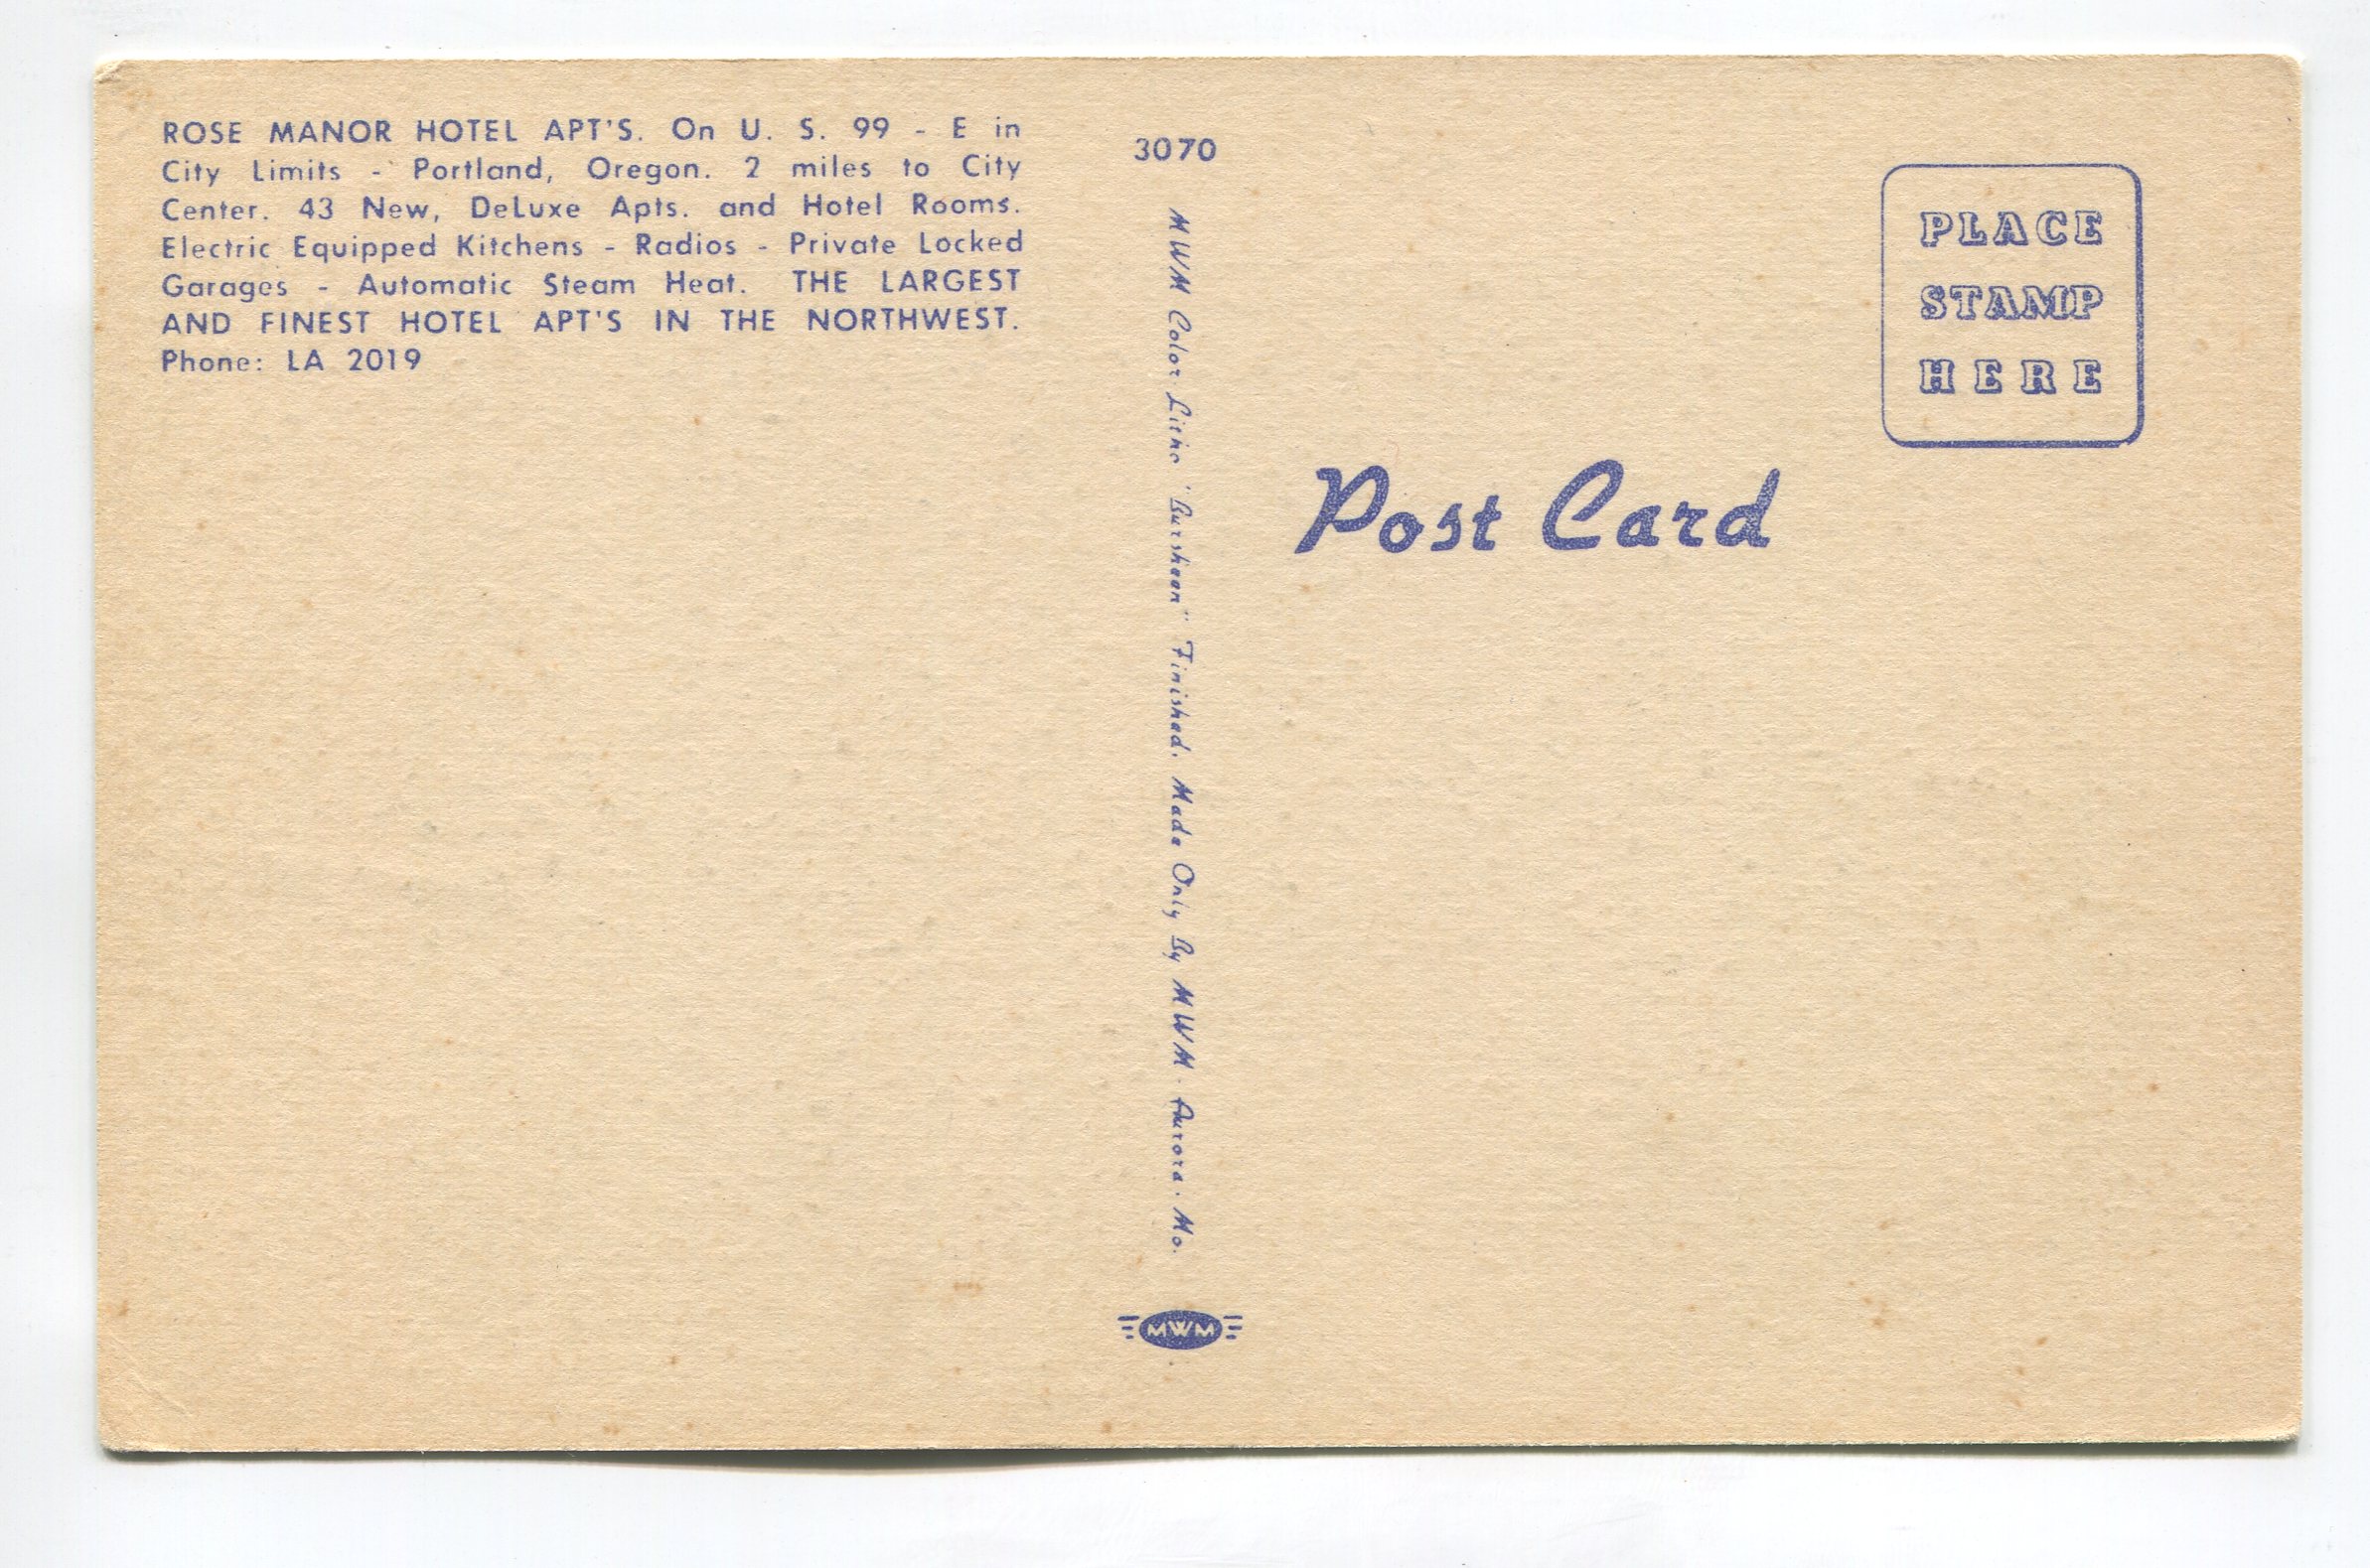 ROSE MANOR HOTEL APT'S. On U. S. 99 - E in
City Limits - Portland, Oregon. 2 miles to City
Center. 43 New, DeLuxe Apts. and Hotel Rooms.
Electric Equipped Kitchens - Radios - Private Locked
Garages - Automatic Steam Heat. THE LARGEST
AND FINEST HOTEL APT'S IN THE NORTHWEST.
Phone: LA 2019
3070
MWM Color Litho "Bursheen" Finished. Made Only By MWM - Aurora. Mo.
MWM
Post Card
PLACE
STAMP
HERE